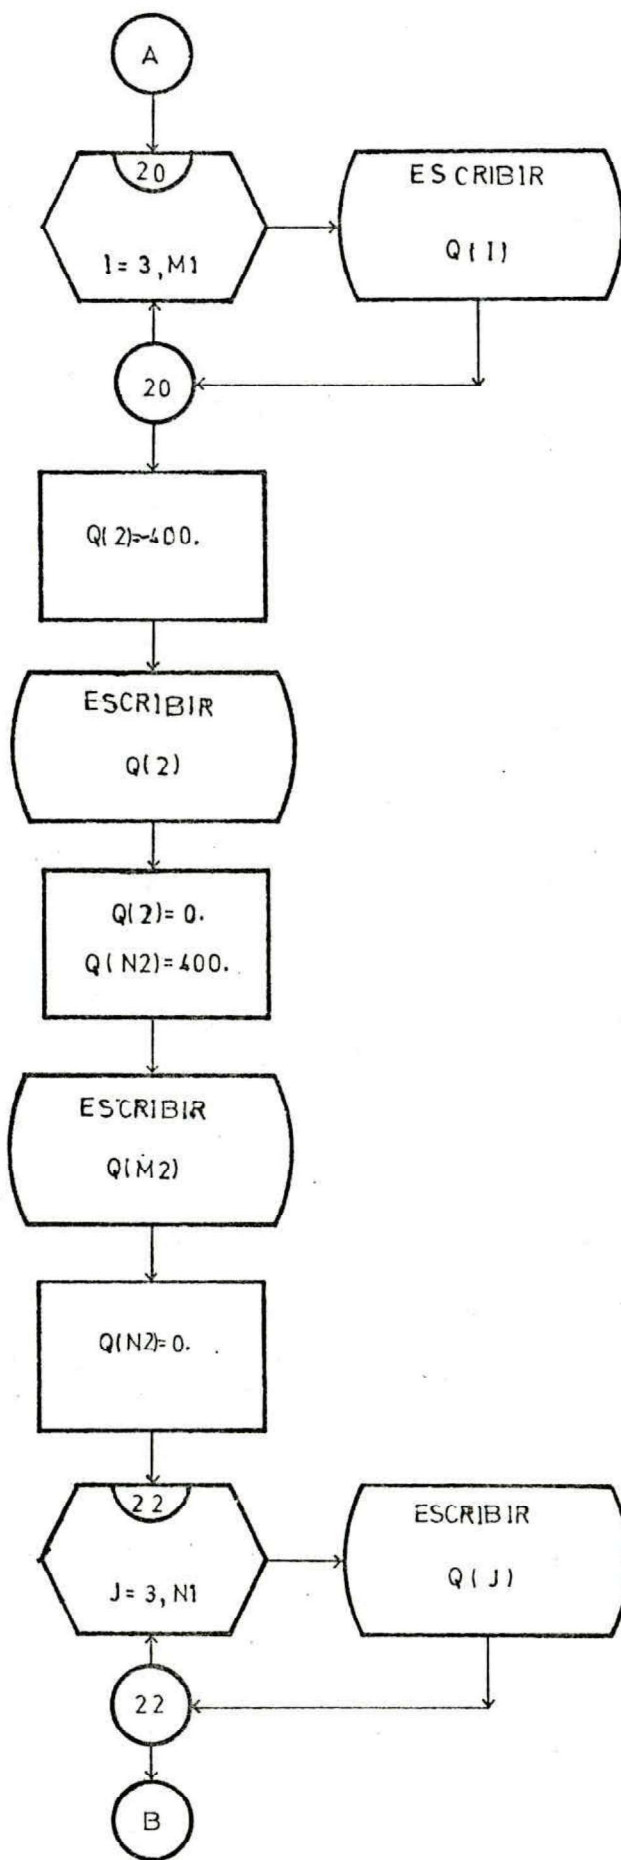 A
20
I=3,M1
ESCRIBIR
Q(I)
20
Q(2)=-400.
ESCRIBIR
Q(2)
Q(2)=0.
Q(N2)=400.
ESCRIBIR
Q(M2)
Q(N2)=0.
22
J=3,N1
ESCRIBIR
Q(J)
22
B